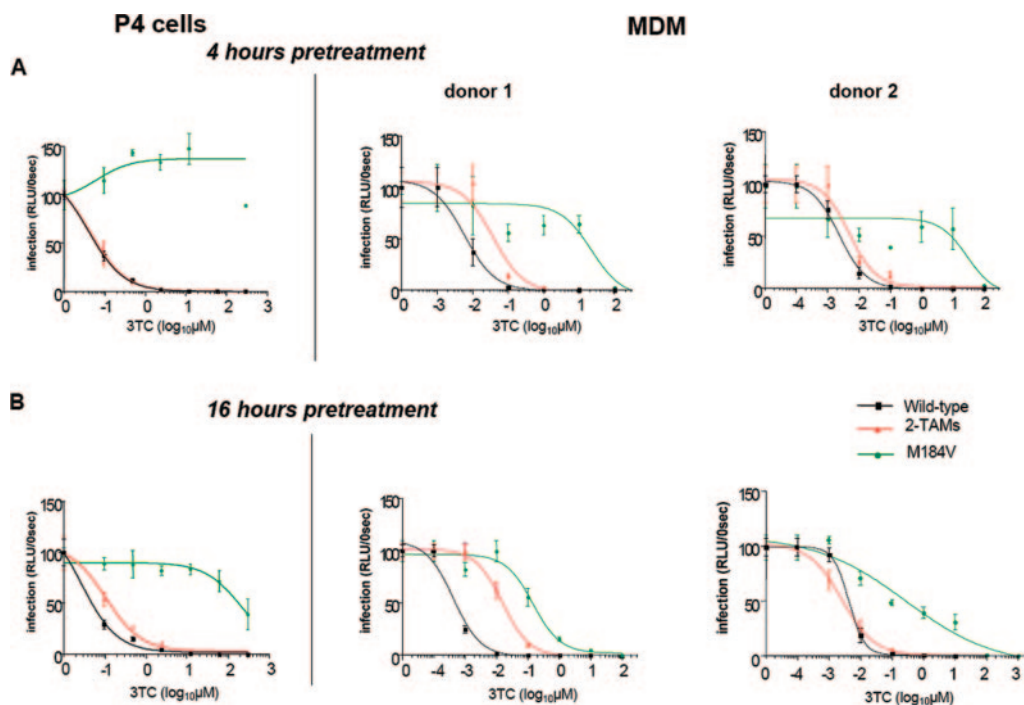 P4 cells MDM
4 hours pretreatment
A
donor 1 donor 2
infection (RLU/0sec)
150
100
50
0
0 -1 0 1 2 3
3TC (log10µM)
infection (RLU/0sec)
150
100
50
0
0 -3 -2 -1 0 1 2
3TC (log10µM)
infection (RLU/0sec)
150
100
50
0
0 -4 -3 -2 -1 0 1 2
3TC (log10µM)
B
16 hours pretreatment
Wild-type
2-TAMs
M184V
infection (RLU/0sec)
150
100
50
0
0 -1 0 1 2 3
3TC (log10µM)
infection (RLU/0sec)
150
100
50
0
0 -4 -3 -2 -1 0 1 2
3TC (log10µM)
infection (RLU/0sec)
150
100
50
0
0 -4 -3 -2 -1 0 1 2 3
3TC (log10µM)